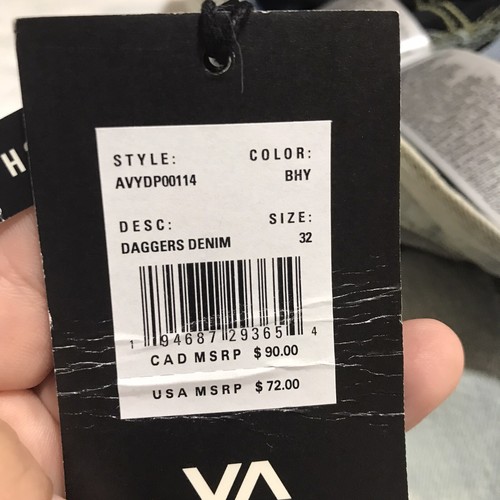 STYLE: COLOR:
AVYDP00114 BHY
DESC: SIZE:
DAGGERS DENIM 32
1 94687 29365 4
CAD MSRP $90.00
USA MSRP $72.00
VA